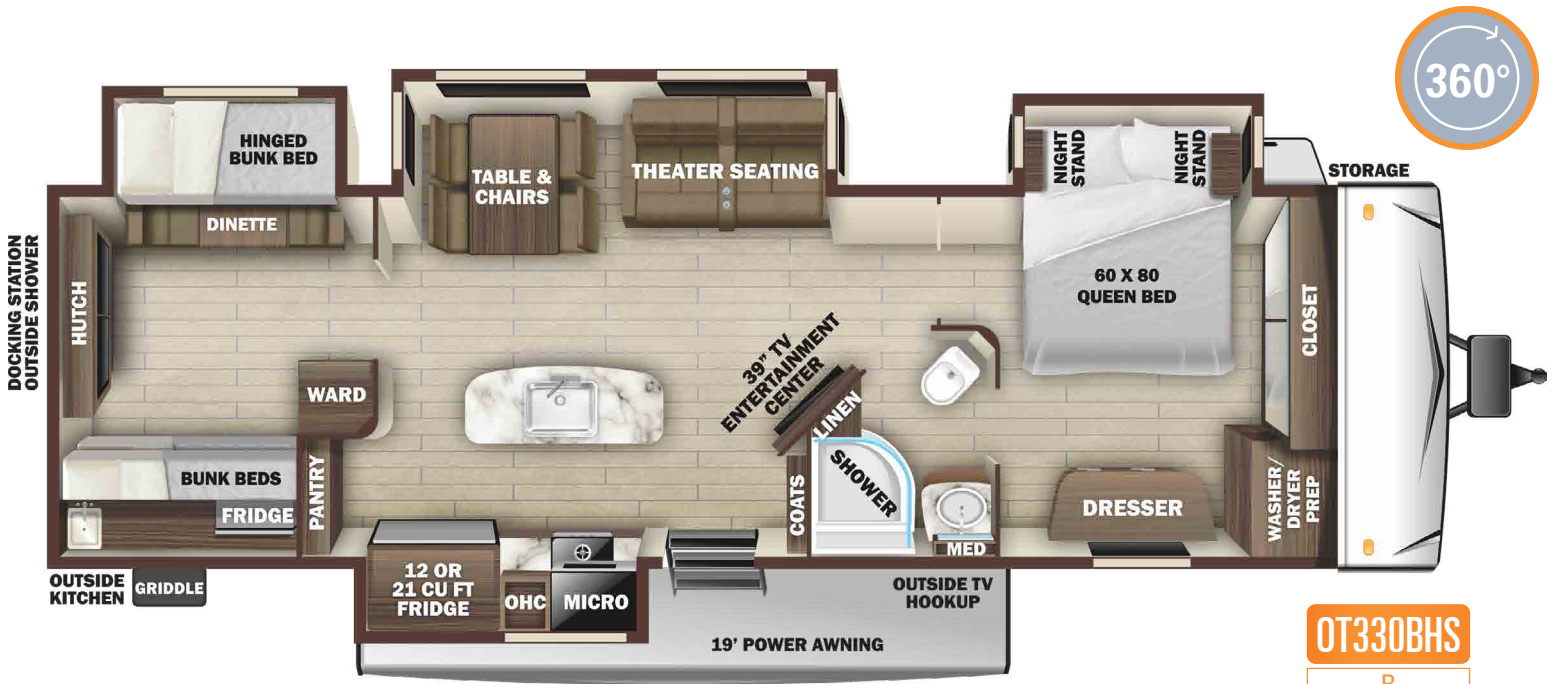 360°
STORAGE
HINGED
BUNK BED
DINETTE
TABLE &
CHAIRS
THEATER SEATING
NIGHT
STAND
NIGHT
STAND
60 X 80
QUEEN BED
CLOSET
DOCKING STATION
OUTSIDE SHOWER
HUTCH
WARD
39" TV
ENTERTAINMENT
CENTER
LINEN
BUNK BEDS
FRIDGE
PANTRY
COATS
SHOWER
MED
DRESSER
WASHER/
DRYER
PREP
OUTSIDE
KITCHEN
GRIDDLE
12 OR
21 CU FT
FRIDGE
OHC
MICRO
OUTSIDE TV
HOOKUP
19' POWER AWNING
OT330BHS